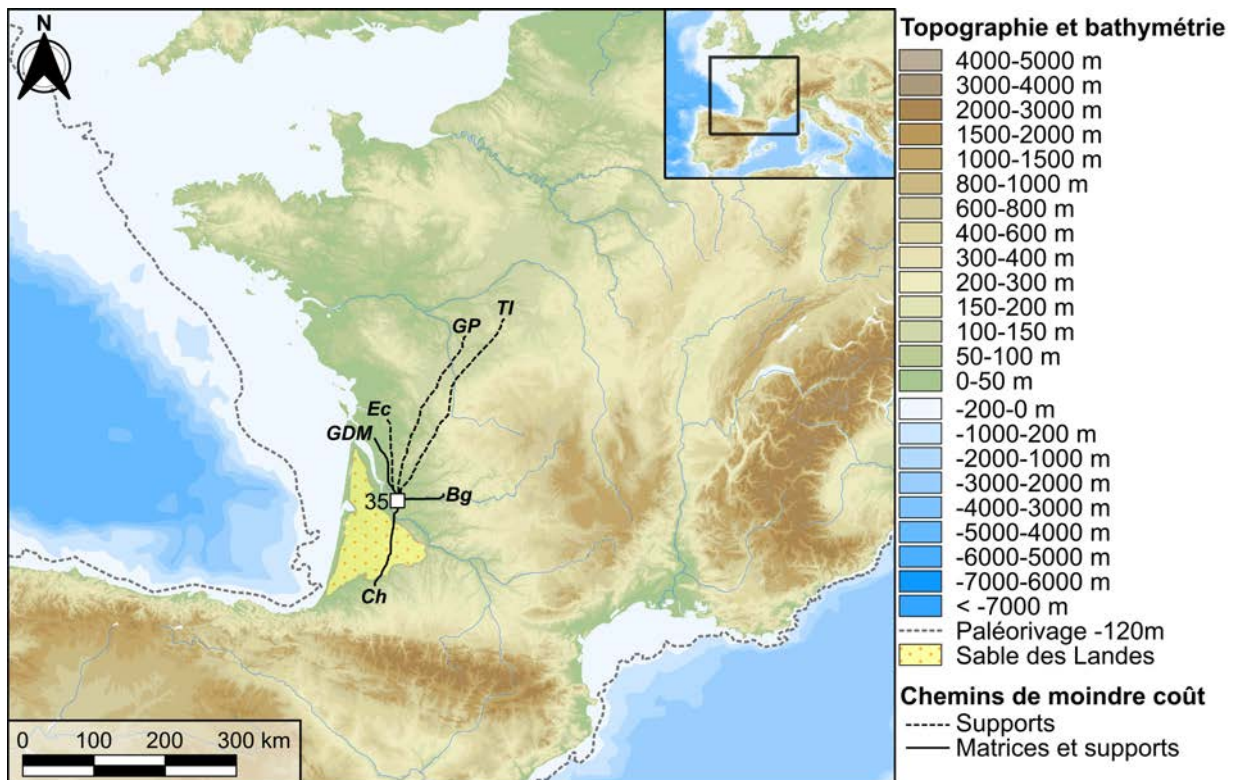 N
TI
GP
Ec
GDM
35
Bg
Ch
0 100 200 300 km
Topographie et bathymétrie
4000-5000 m
3000-4000 m
2000-3000 m
1500-2000 m
1000-1500 m
800-1000 m
600-800 m
400-600 m
300-400 m
200-300 m
150-200 m
100-150 m
50-100 m
0-50 m
-200-0 m
-1000-200 m
-2000-1000 m
-3000-2000 m
-4000-3000 m
-5000-4000 m
-6000-5000 m
-7000-6000 m
< -7000 m
Paléorivage -120m
Sable des Landes
Chemins de moindre coût
Supports
Matrices et supports